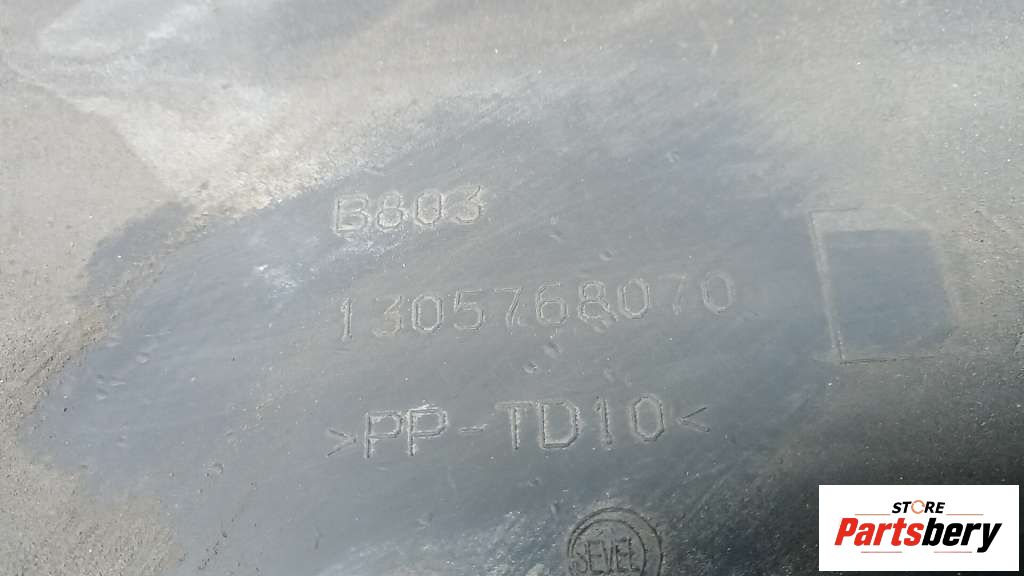 B803
1305768070
>PP-TD10<
SEVEL
STORE
Partsbery